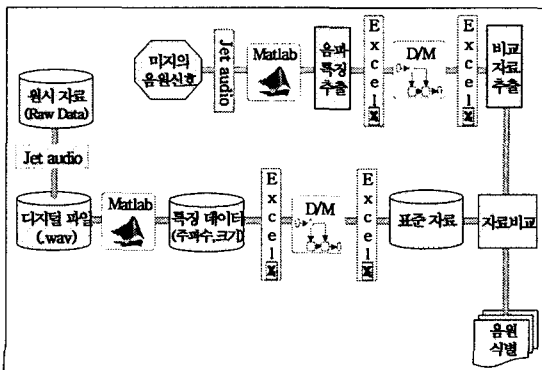 미지의
음원신호
Jet audio
Matlab
음파
특징
추출
Excel
D/M
Excel
비교
자료
추출
원시 자료
(Raw Data)
Jet audio
디지털 파일
(.wav)
Matlab
특징 데이터
(주파수,크기)
Excel
D/M
Excel
표준 자료
자료비교
음원
식별